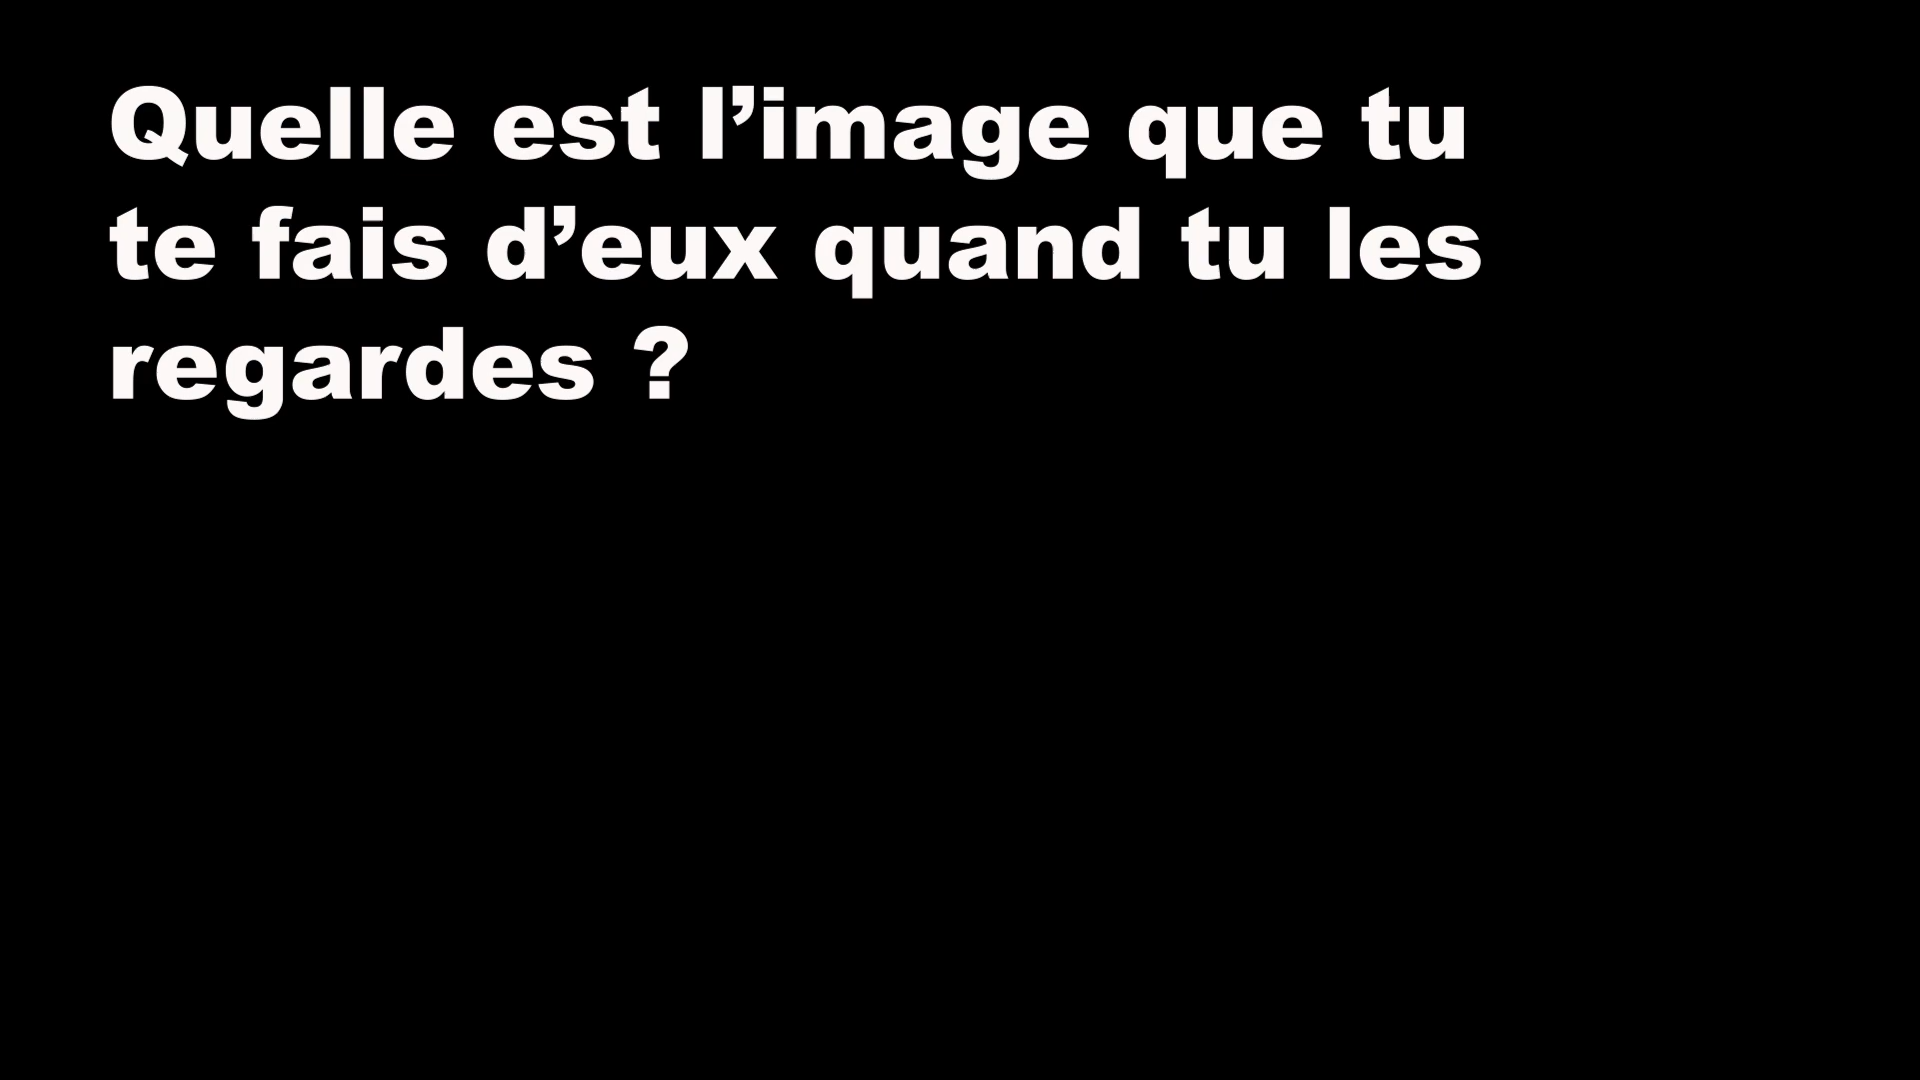 Quelle est l’image que tu
te fais d’eux quand tu les
regardes ?